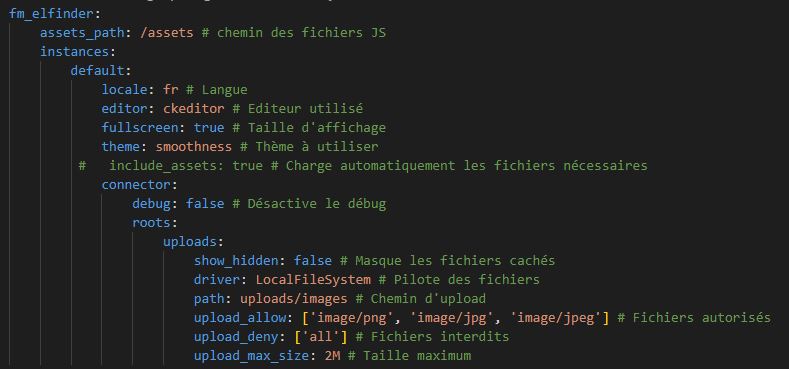 fm_elfinder:
    assets_path: /assets # chemin des fichiers JS
    instances:
        default:
            locale: fr # Langue
            editor: ckeditor # Editeur utilisé
            fullscreen: true # Taille d'affichage
            theme: smoothness # Thème à utiliser
         #   include_assets: true # Charge automatiquement les fichiers nécessaires
            connector:
                debug: false # Désactive le débug
                roots:
                    uploads:
                        show_hidden: false # Masque les fichiers cachés
                        driver: LocalFileSystem # Pilote des fichiers
                        path: uploads/images # Chemin d'upload
                        upload_allow: ['image/png', 'image/jpg', 'image/jpeg'] # Fichiers autorisés
                        upload_deny: ['all'] # Fichiers interdits
                        upload_max_size: 2M # Taille maximum